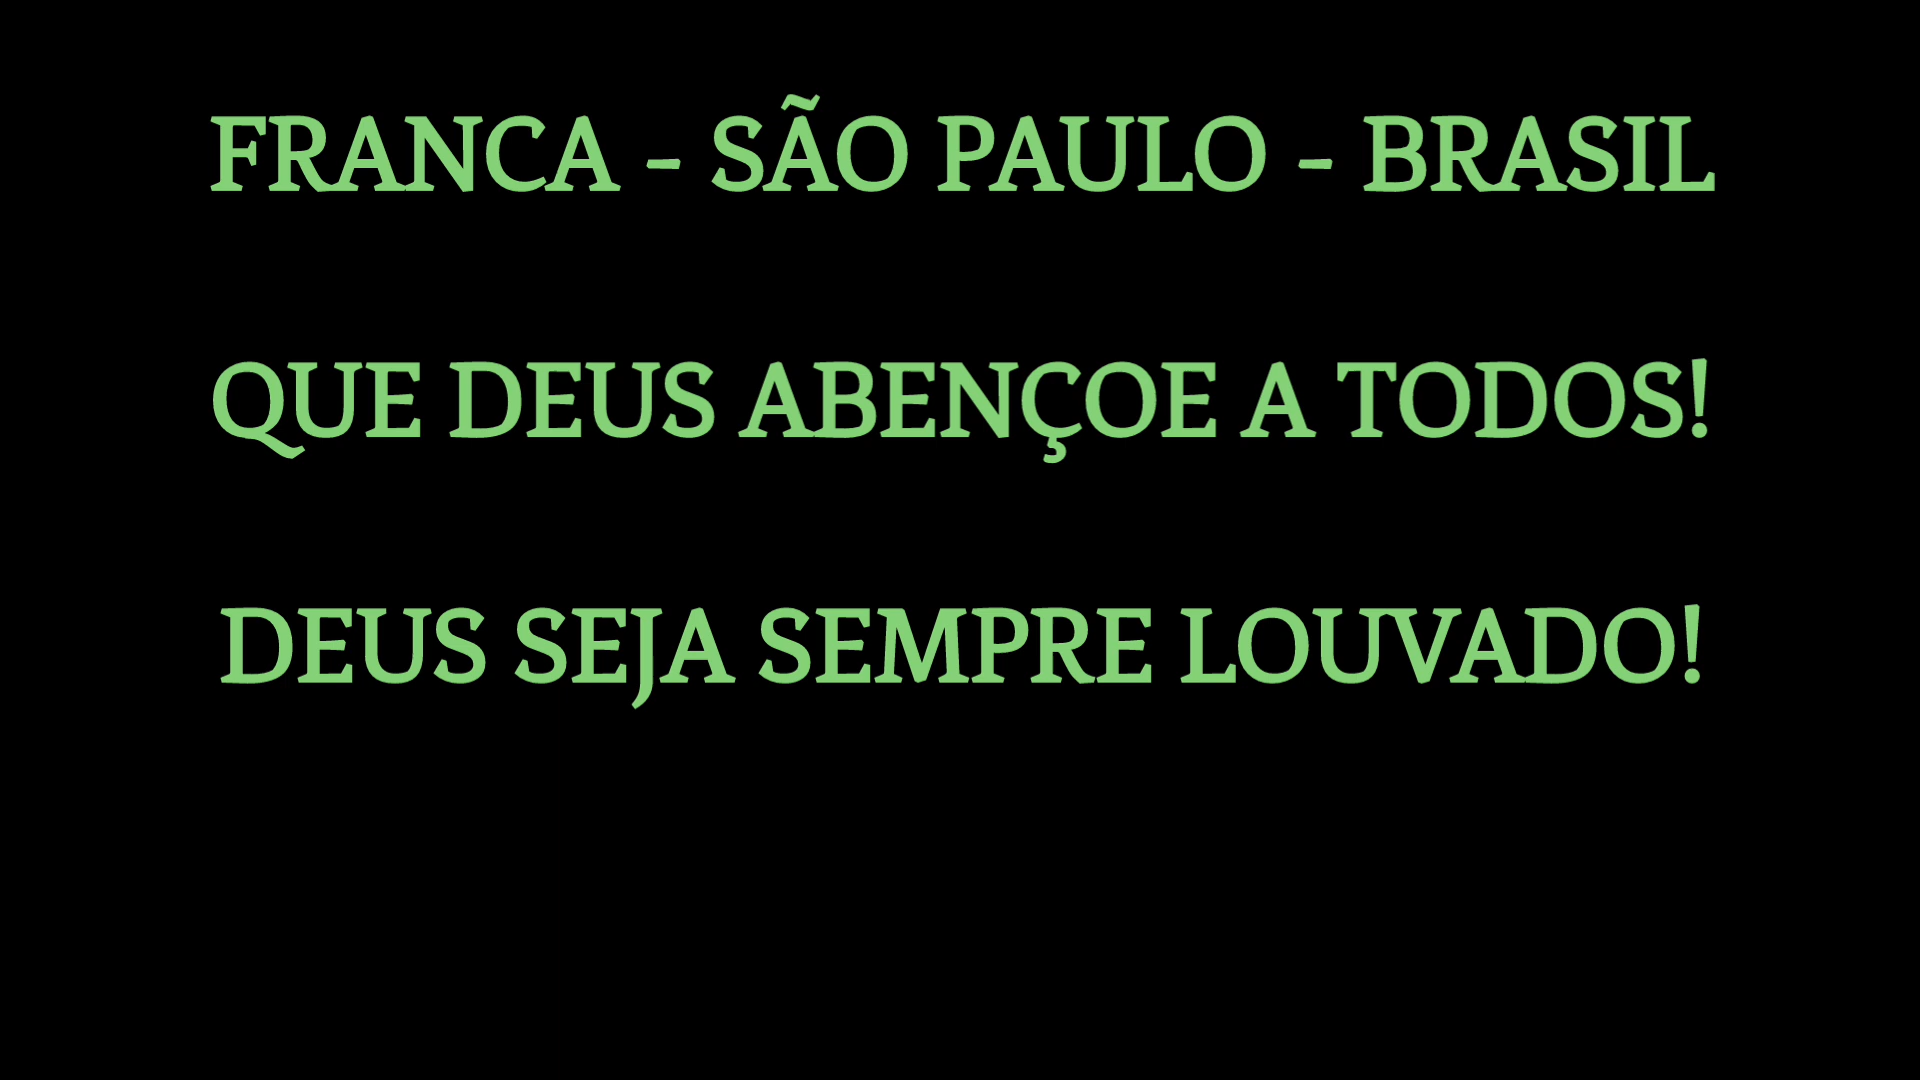 FRANCA - SÃO PAULO - BRASIL
QUE DEUS ABENÇOE A TODOS!
DEUS SEJA SEMPRE LOUVADO!